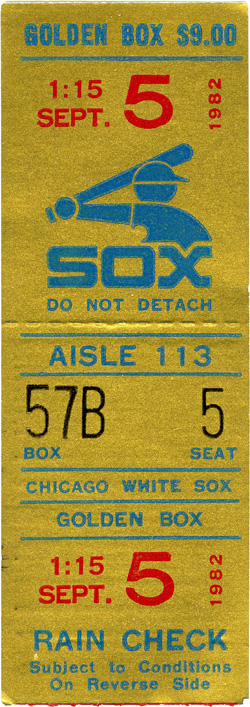 GOLDEN BOX $9.00
1:15
SEPT. 5 1982
SOX
DO NOT DETACH
AISLE 113
57B 5
BOX SEAT
CHICAGO WHITE SOX
GOLDEN BOX
1:15
SEPT. 5 1982
RAIN CHECK
Subject to Conditions
On Reverse Side